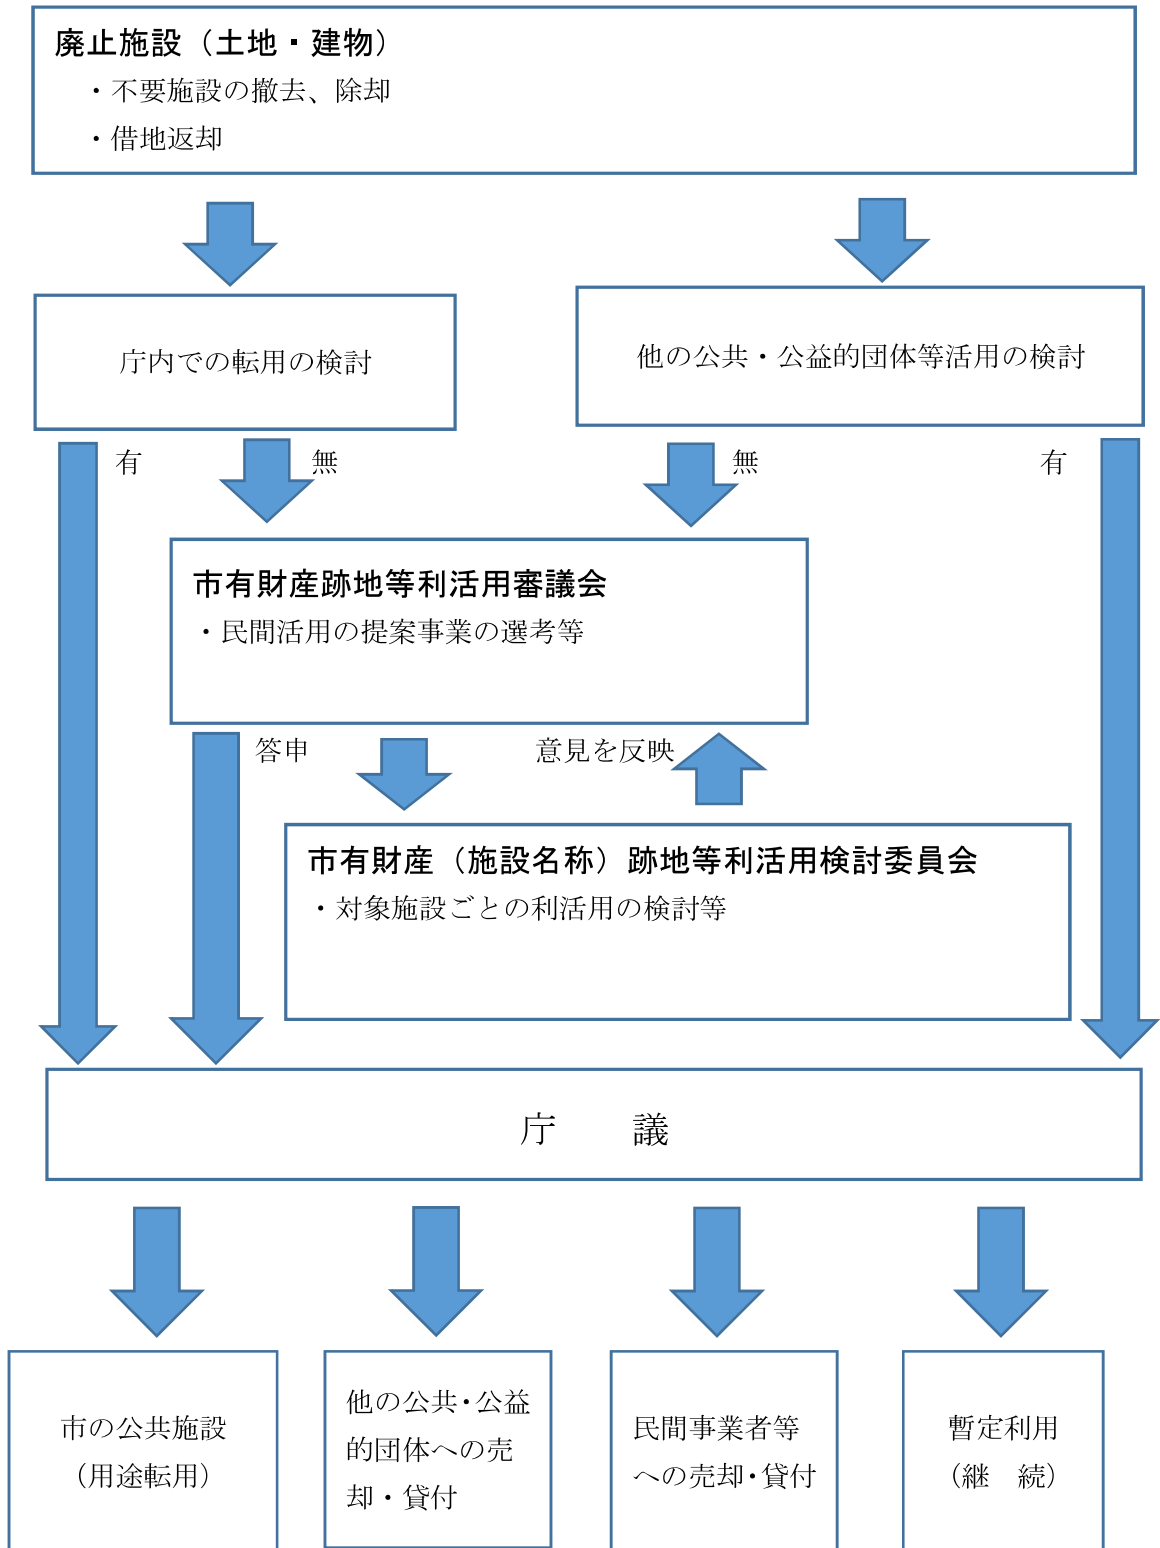 廃止施設（土地・建物）
・不要施設の撤去、除却
・借地返却
庁内での転用の検討
他の公共・公益的団体等活用の検討
有
無
無
有
市有財産跡地等利活用審議会
・民間活用の提案事業の選考等
答申
意見を反映
市有財産（施設名称）跡地等利活用検討委員会
・対象施設ごとの利活用の検討等
庁　　議
市の公共施設
（用途転用）
他の公共・公益
的団体への売
却・貸付
民間事業者等
への売却・貸付
暫定利用
（継　続）